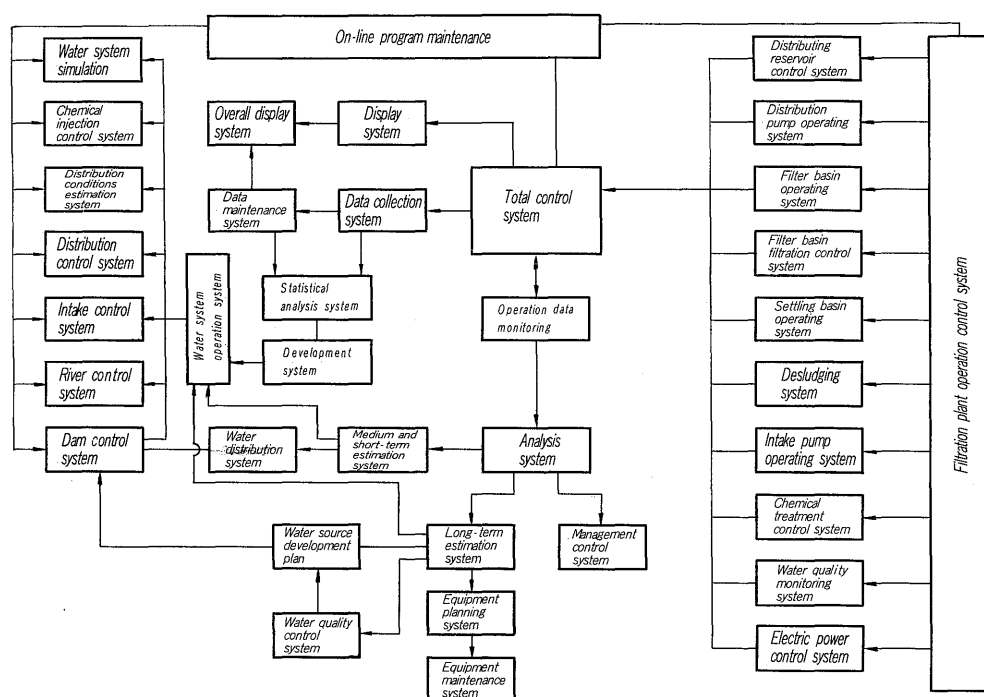 On-line program maintenance
Water system
simulation
Chemical
injection control
system
Distribution
conditions
estimation
system
Distribution
control system
Intake control
system
River control
system
Dam control
system
Overall display
system
Display
system
Data
maintenance
system
Data collection
system
Total control
system
Statistical
analysis system
Development
system
Water system
operation system
Operation data
monitoring
Water
distribution
system
Medium and
short-term
estimation
system
Analysis
system
Water source
development
plan
Long-term
estimation
system
Management
control
system
Water quality
control
system
Equipment
planning
system
Equipment
maintenance
system
Distributing
reservoir
control system
Distribution
pump operating
system
Filter basin
operating
system
Filter basin
filtration control
system
Settling basin
operating
system
Desludging
system
Intake pump
operating system
Chemical
treatment
control system
Water quality
monitoring
system
Electric power
control system
Filtration plant operation control system